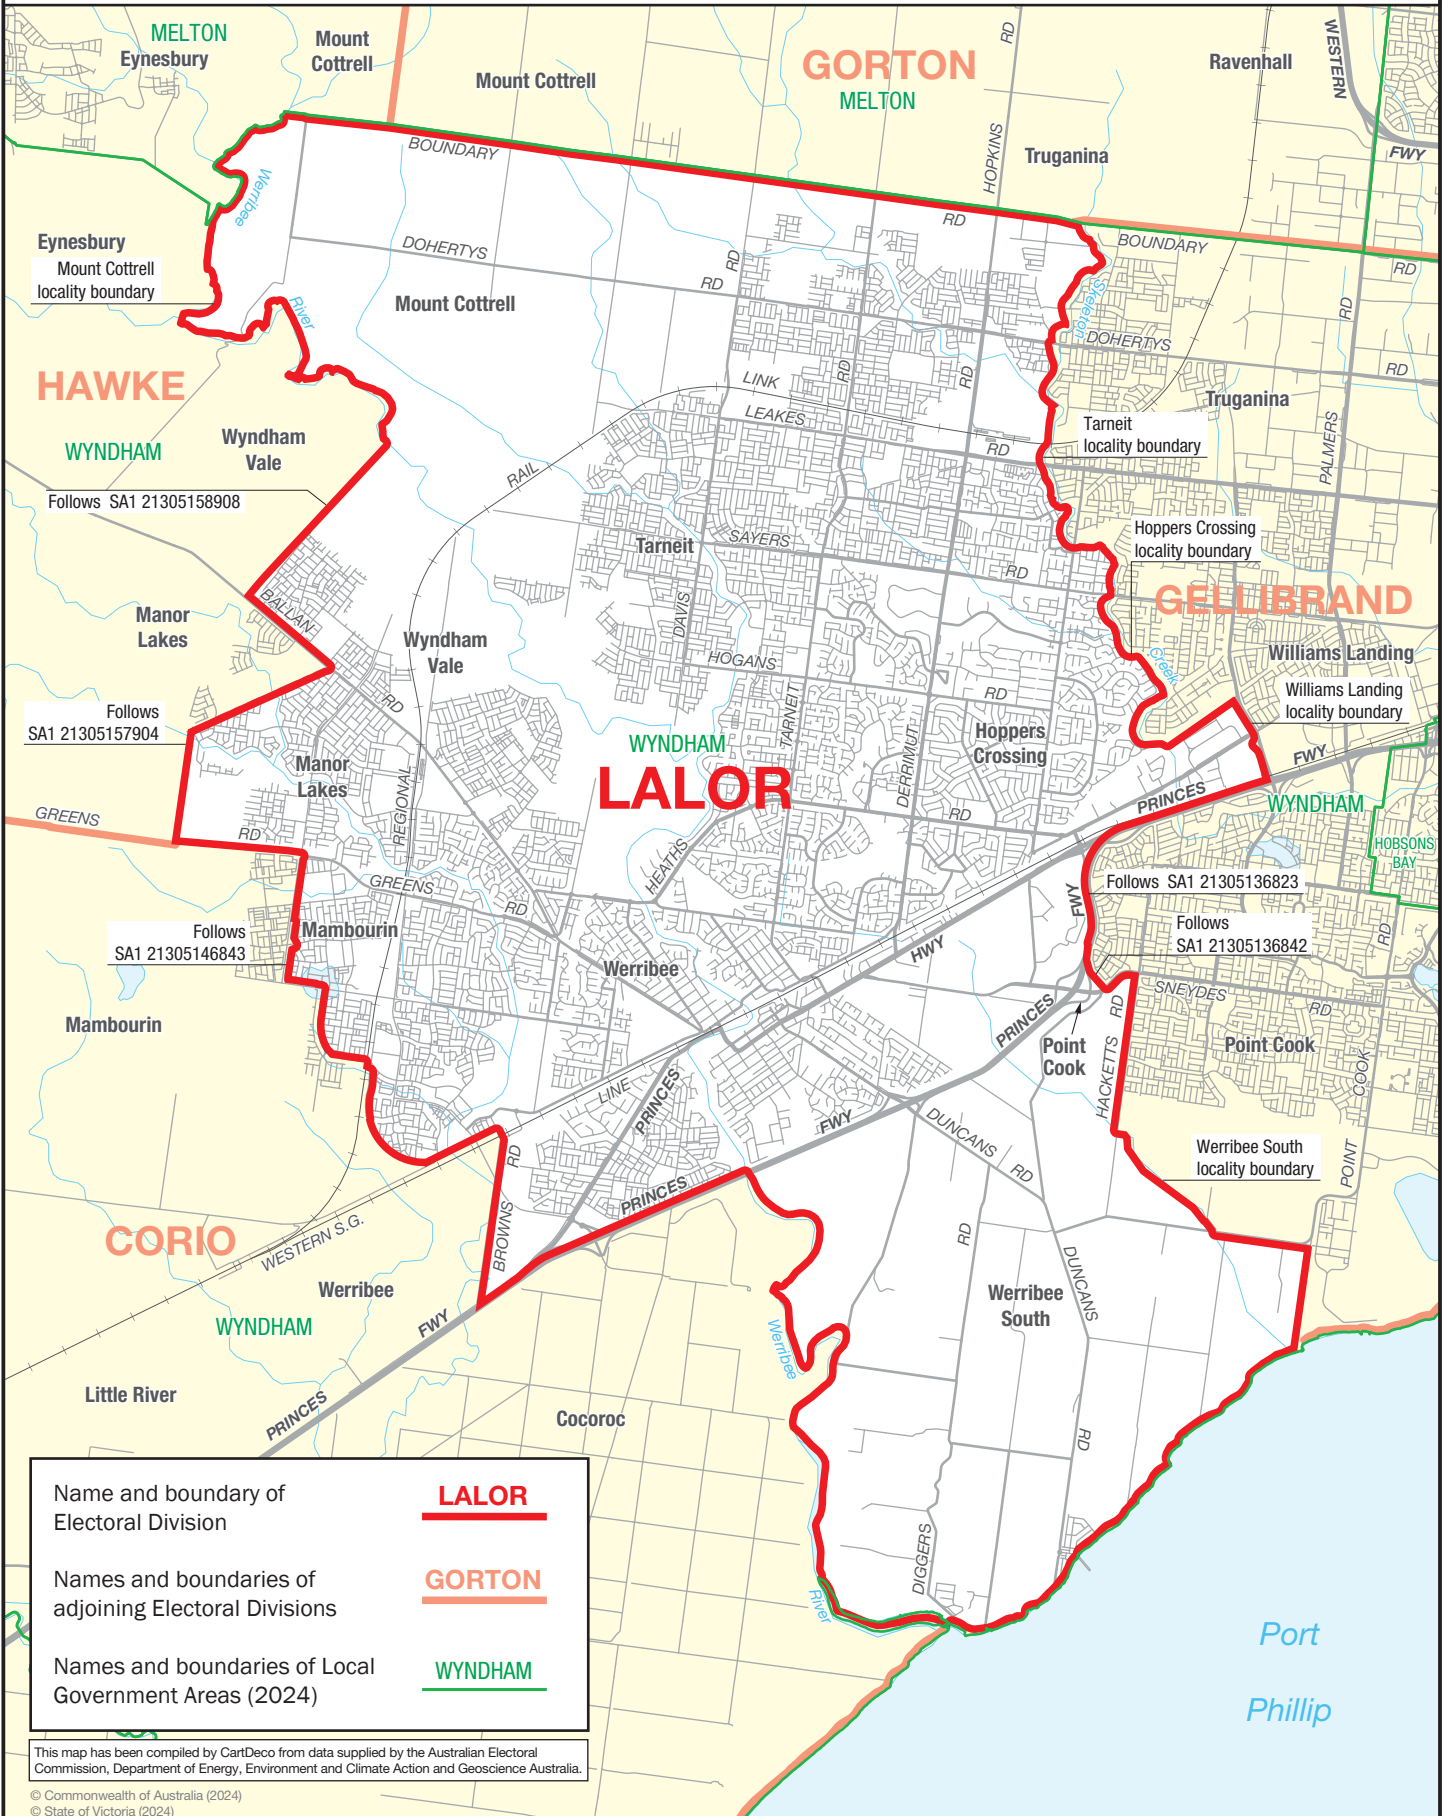 MELTON
Eynesbury
Mount
Cottrell
Mount Cottrell
GORTON
MELTON
RD
Ravenhall
WESTERN
FWY
HOPKINS
Truganina
BOUNDARY
RD
BOUNDARY
RD
Werribee
Eynesbury
Mount Cottrell
locality boundary
DOHERTYS
RD
RD
Mount Cottrell
River
Skeleton
DOHERTYS
RD
RD
HAWKE
WYNDHAM
Wyndham
Vale
LINK
RD
RD
LEAKES
RD
Truganina
Tarneit
locality boundary
PALMERS
RAIL
Follows SA1 21305158908
Hoppers Crossing
locality boundary
Tarneit
SAYERS
RD
GELLIBRAND
BALLAN
Manor
Lakes
DAVIS
Wyndham
Vale
HOGANS
RD
Creek
Williams Landing
Williams Landing
locality boundary
RD
Follows
SA1 21305157904
TARNEIT
DERRIMUT
Hoppers
Crossing
WYNDHAM
LALOR
Manor
Lakes
REGIONAL
FWY
PRINCES
WYNDHAM
HOBSONS
BAY
GREENS
RD
RD
HEATHS
GREENS
RD
FWY
Follows SA1 21305136823
Follows
SA1 21305136842
RD
Follows
SA1 21305146843
Mambourin
Werribee
HWY
SNEYDES
RD
Mambourin
PRINCES
RD
Point
Cook
Point Cook
HACKETTS
COOK
LINE
PRINCES
FWY
DUNCANS
RD
Werribee South
locality boundary
POINT
RD
PRINCES
BROWNS
CORIO
WESTERN S.G.
RD
DUNCANS
Werribee
South
Werribee
WYNDHAM
FWY
Werribee
Little River
PRINCES
Cocoroc
RD
DIGGERS
River
Name and boundary of
Electoral Division
LALOR
Names and boundaries of
adjoining Electoral Divisions
GORTON
Names and boundaries of Local
Government Areas (2024)
WYNDHAM
Port
Phillip
This map has been compiled by CartDeco from data supplied by the Australian Electoral
Commission, Department of Energy, Environment and Climate Action and Geoscience Australia.
© Commonwealth of Australia (2024)
© State of Victoria (2024)